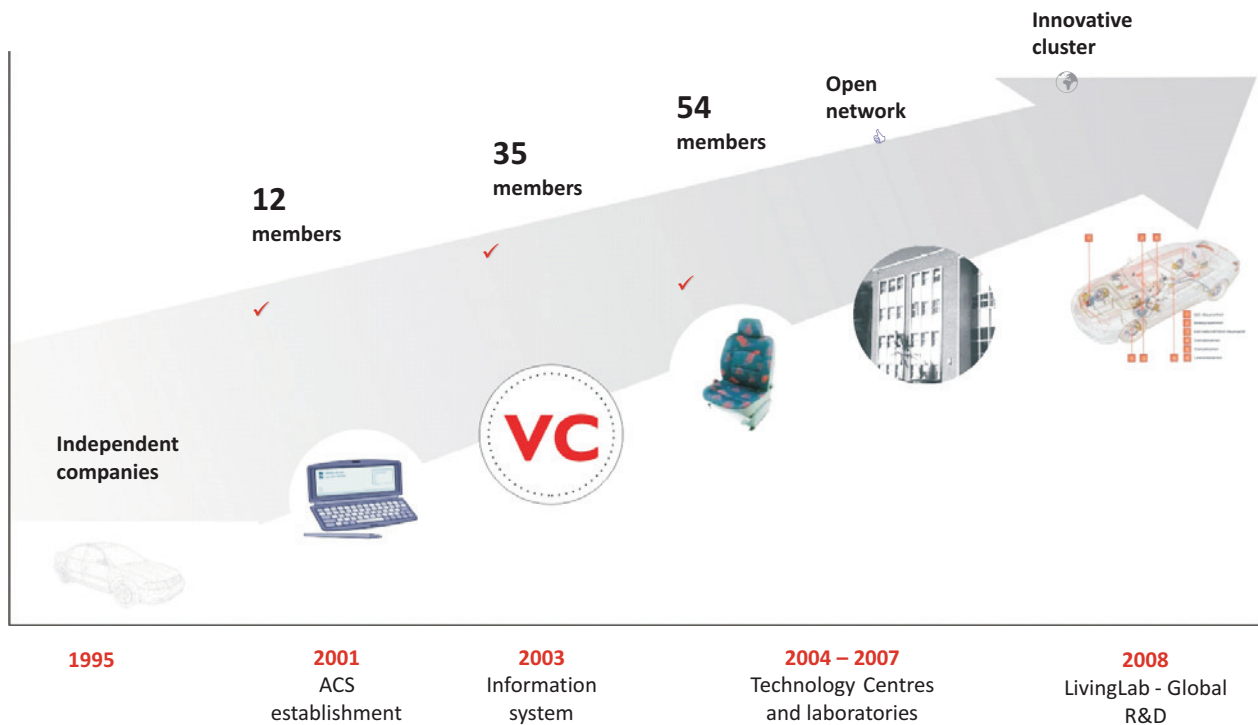 Innovative
cluster
Open
network
54
members
35
members
12
members
Independent
companies
VC
1995
2001
ACS
establishment
2003
Information
system
2004 – 2007
Technology Centres
and laboratories
2008
LivingLab - Global
R&D